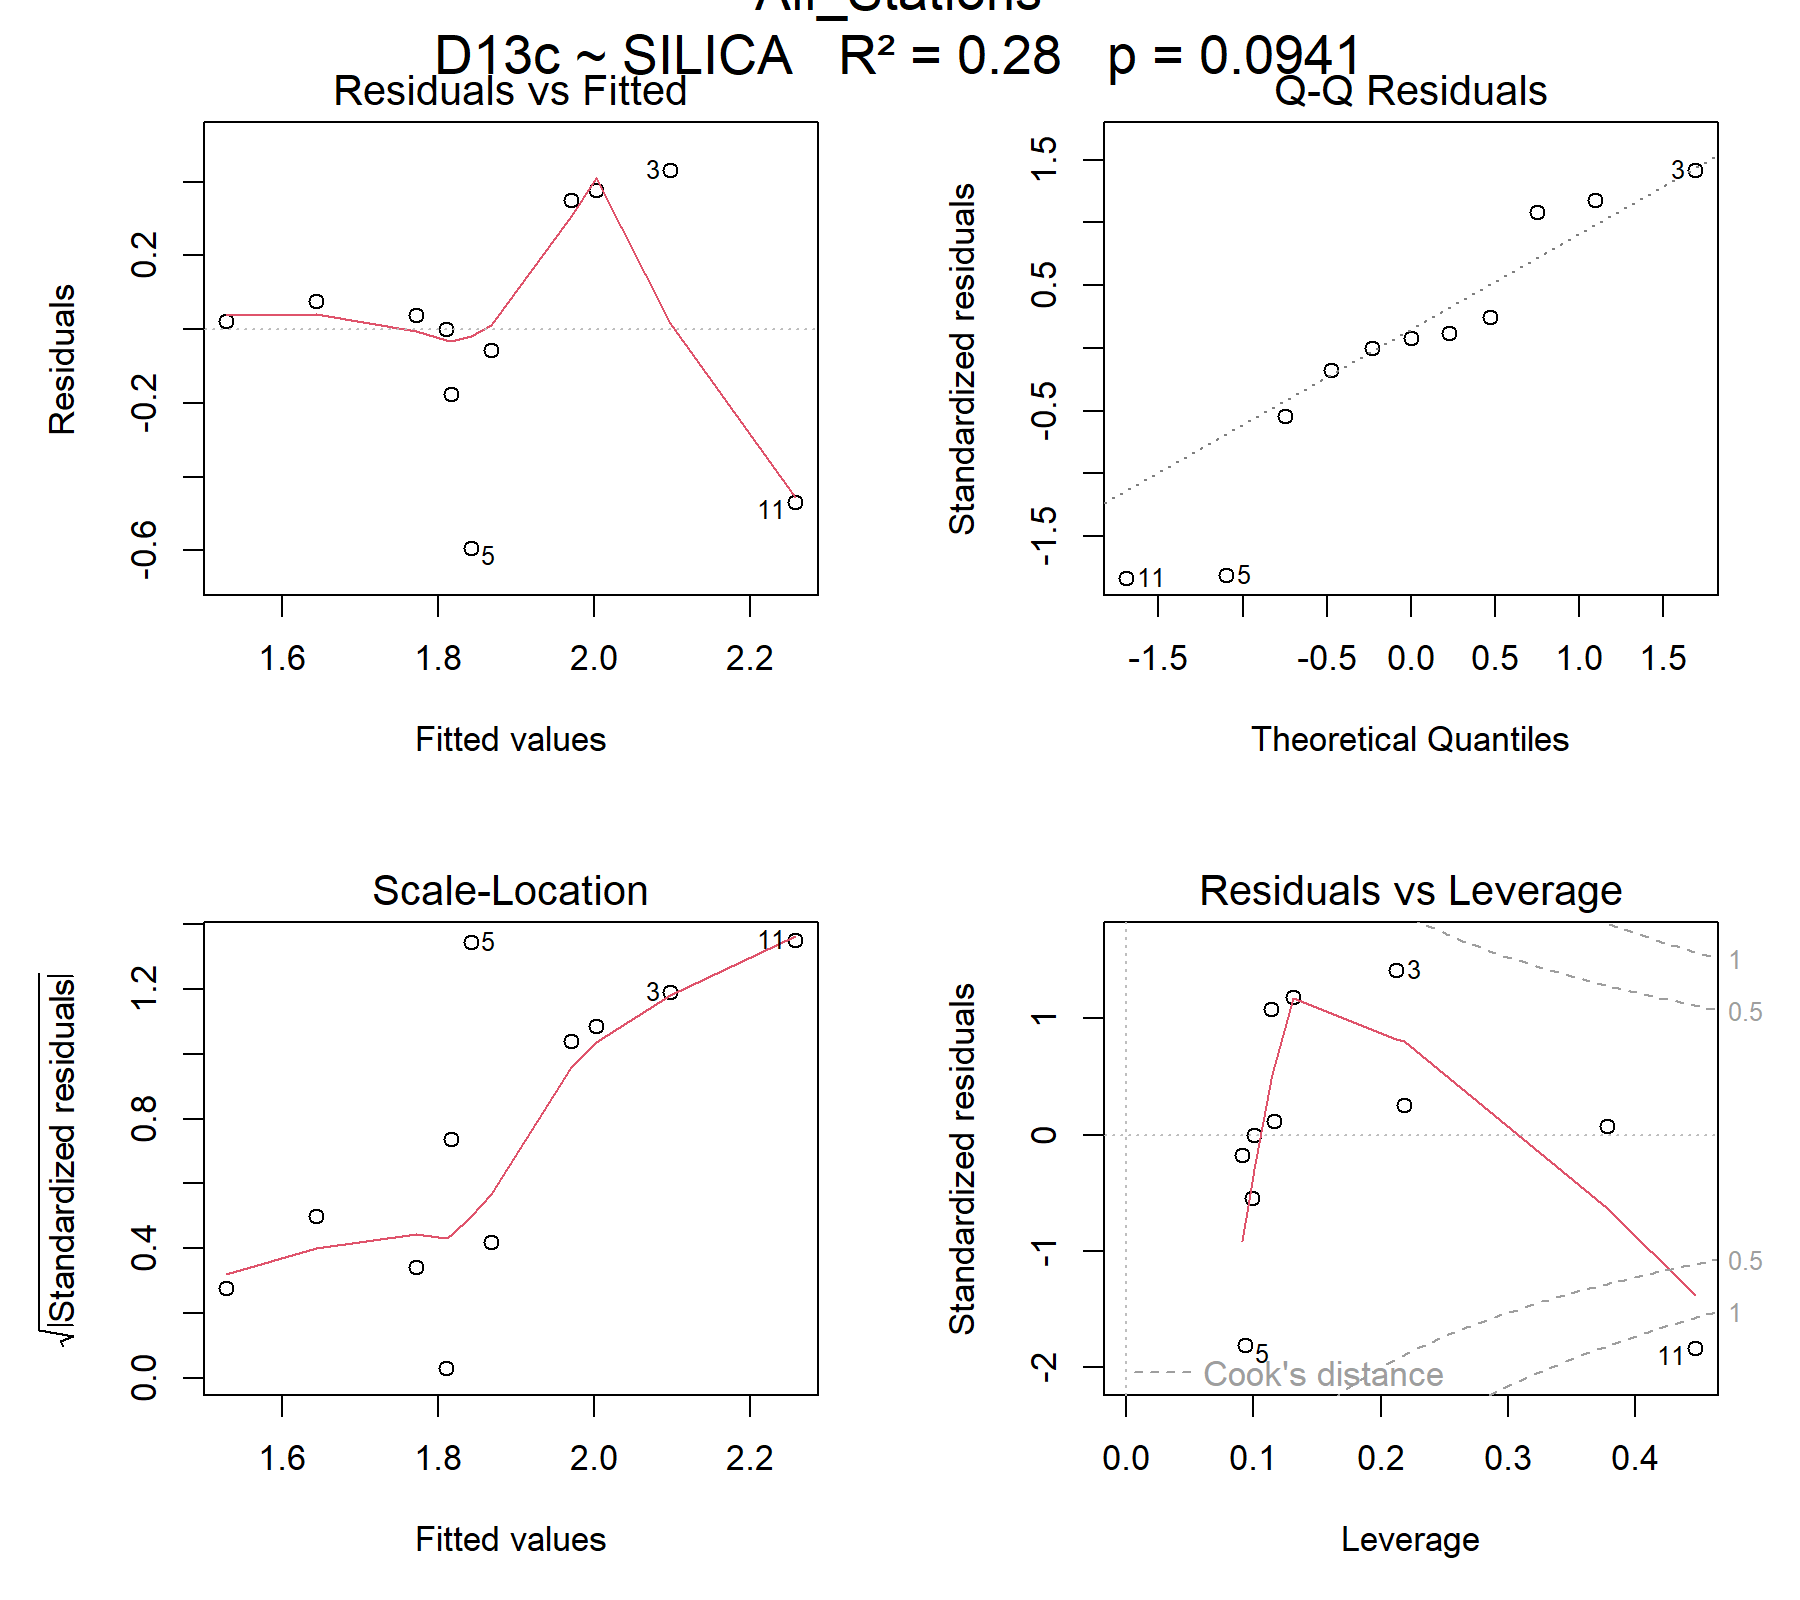 All_Stations
D13c ~ SILICA R² = 0.28 p = 0.0941
Residuals vs Fitted
Residuals
0.2
-0.2
-0.6
3
11
5
1.6 1.8 2.0 2.2
Fitted values
Q-Q Residuals
Standardized residuals
1.5
0.5
-0.5
-1.5
3
11
5
-1.5 -0.5 0.0 0.5 1.0 1.5
Theoretical Quantiles
Scale-Location
√|Standardized residuals|
1.2
0.8
0.4
0.0
5
11
3
1.6 1.8 2.0 2.2
Fitted values
Residuals vs Leverage
Standardized residuals
1
0
-1
-2
3
1
0.5
0.5
1
5
11
Cook's distance
0.0 0.1 0.2 0.3 0.4
Leverage